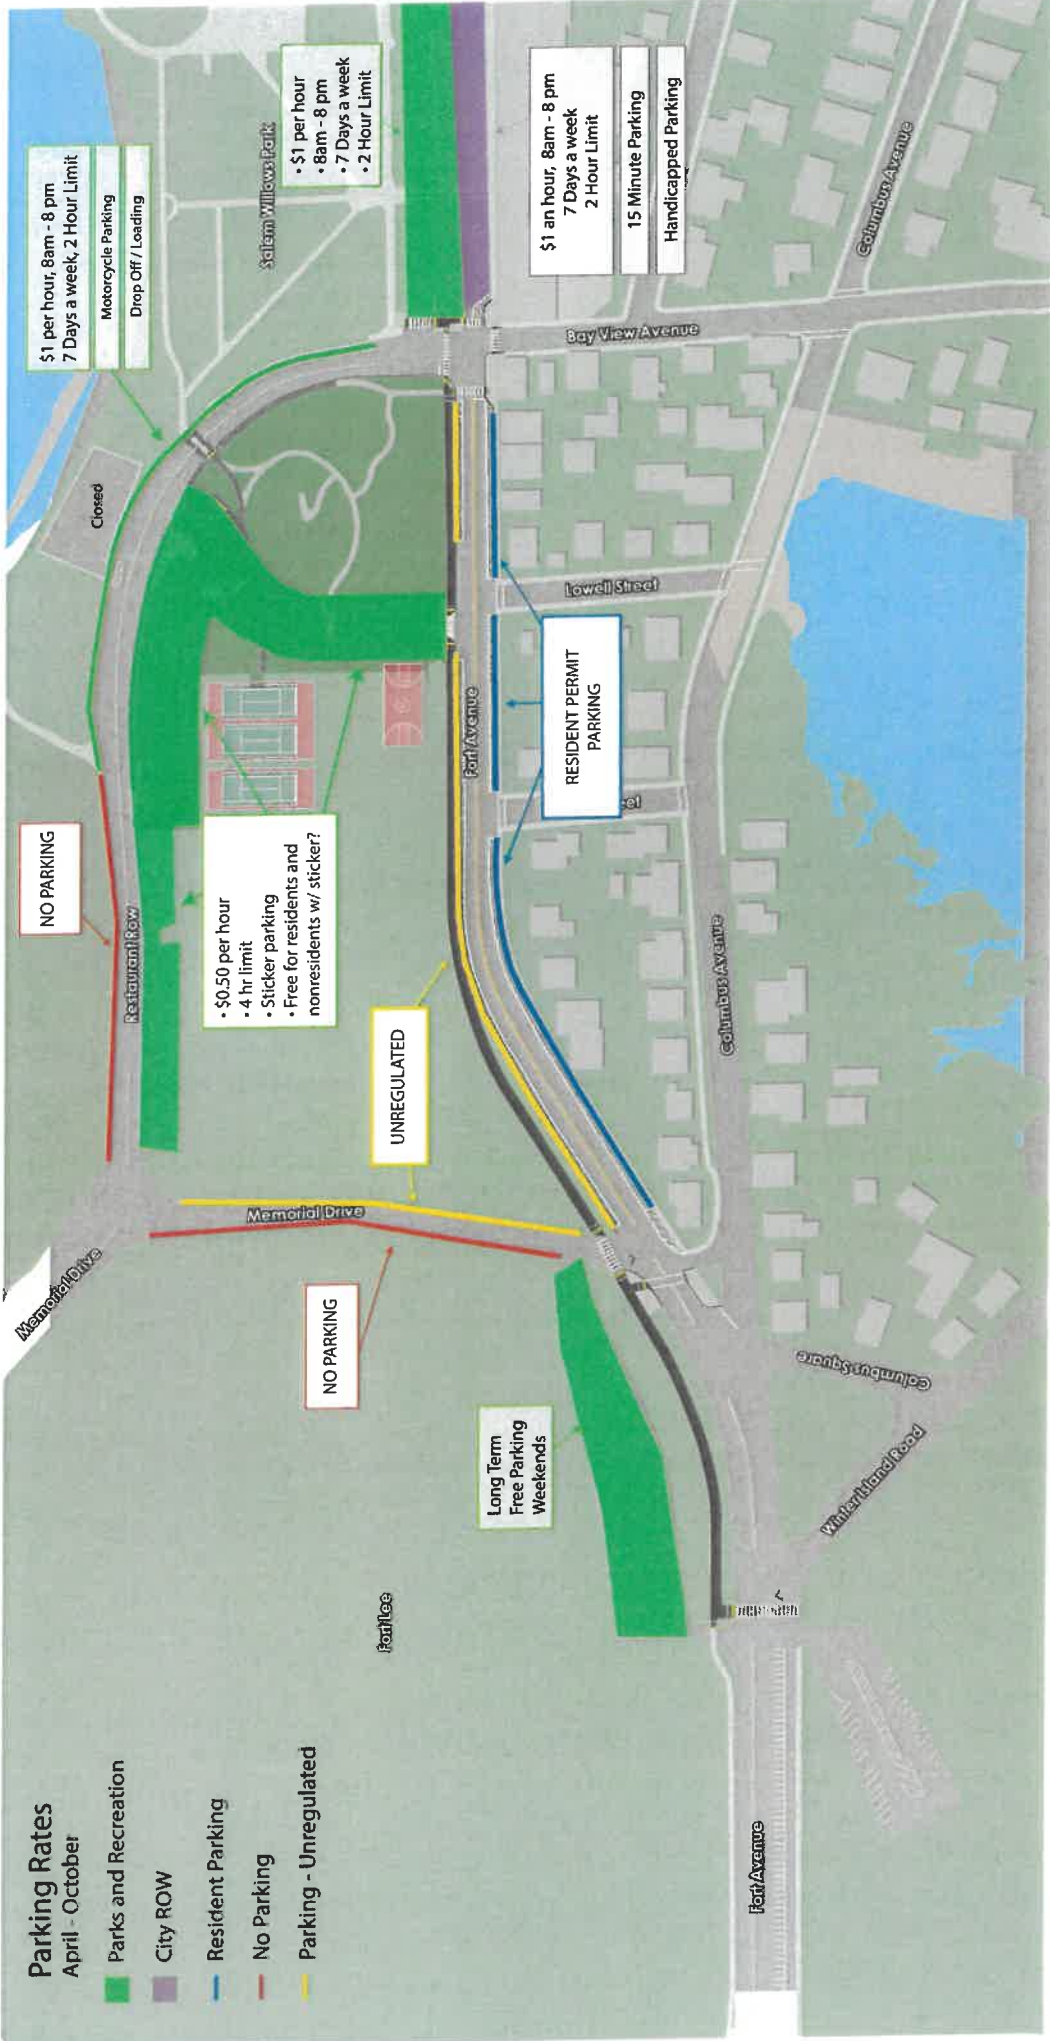 Parking Rates
April - October
Parks and Recreation
City ROW
Resident Parking
No Parking
Parking - Unregulated
$1 per hour, 8am - 8 pm
7 Days a week, 2 Hour Limit
Motorcycle Parking
Drop Off / Loading
Closed
Salem Willows Park
• $1 per hour
• 8am - 8 pm
• 7 Days a week
• 2 Hour Limit
$1 an hour, 8am - 8 pm
7 Days a week
2 Hour Limit
15 Minute Parking
Handicapped Parking
NO PARKING
Restaurant Row
• $0.50 per hour
• 4 hr limit
• Sticker parking
• Free for residents and
nonresidents w/ sticker?
UNREGULATED
Memorial Drive
Memorial Drive
NO PARKING
Long Term
Free Parking
Weekends
Fort Lee
Fort Avenue
Fort Avenue
RESIDENT PERMIT
PARKING
Bay View Avenue
Lowell Street
eet
Columbus Avenue
Columbus Avenue
Columbus Square
Winter Island Road